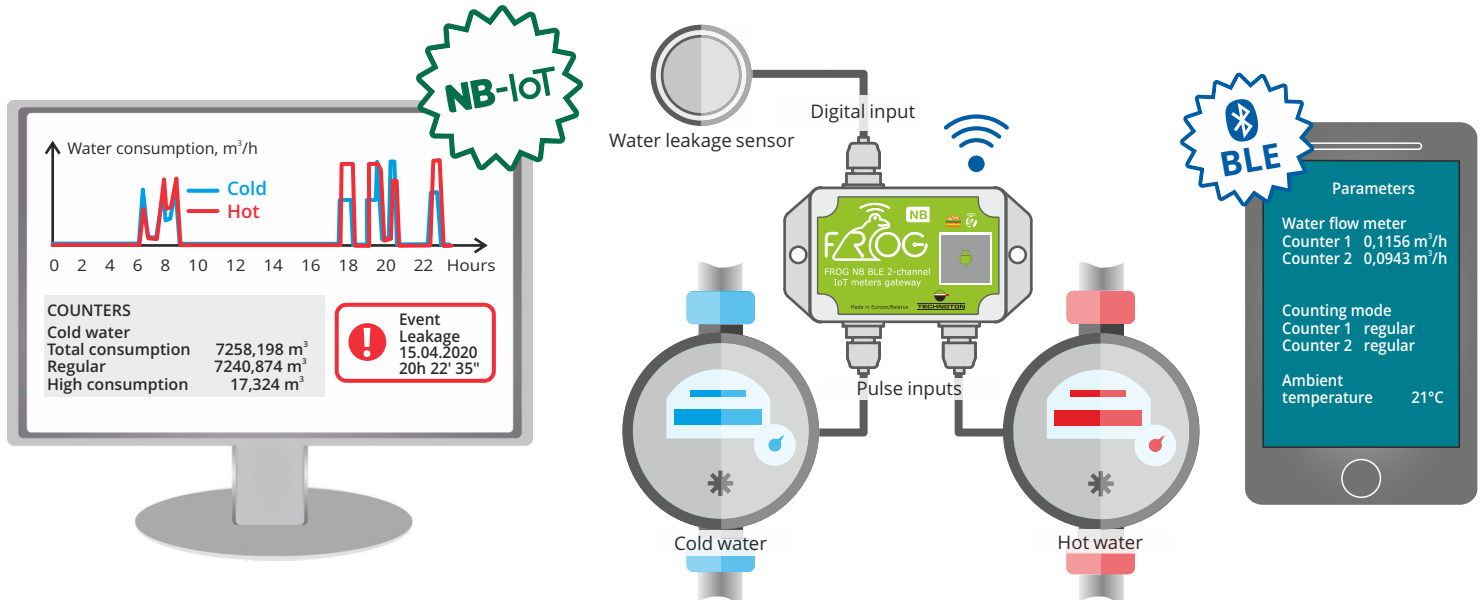 NB-IoT
Water consumption, m³/h
Cold
Hot
0 2 4 6 8 10 12 14 16 18 20 22 Hours
COUNTERS
Cold water
Total consumption 7258,198 m³
Regular 7240,874 m³
High consumption 17,324 m³
Event
Leakage
15.04.2020
20h 22' 35"
Water leakage sensor
Digital input
NB
FROG
FROG NB BLE 2-channel
IoT meters gateway
Made in Europe/Belarus
TECHNOTON
Pulse inputs
Cold water
Hot water
BLE
Parameters
Water flow meter
Counter 1 0,1156 m³/h
Counter 2 0,0943 m³/h
Counting mode
Counter 1 regular
Counter 2 regular
Ambient
temperature 21°C